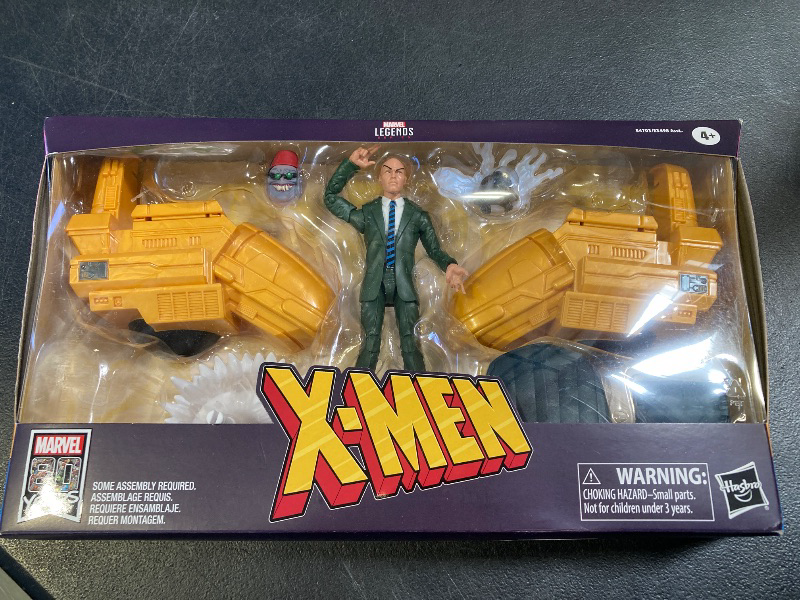 MARVEL
LEGENDS
4+
X-MEN
MARVEL
80
YEARS
SOME ASSEMBLY REQUIRED.
ASSEMBLAGE REQUIS.
REQUIERE ENSAMBLAJE.
REQUER MONTAGEM.
WARNING:
CHOKING HAZARD–Small parts.
Not for children under 3 years.
Hasbro